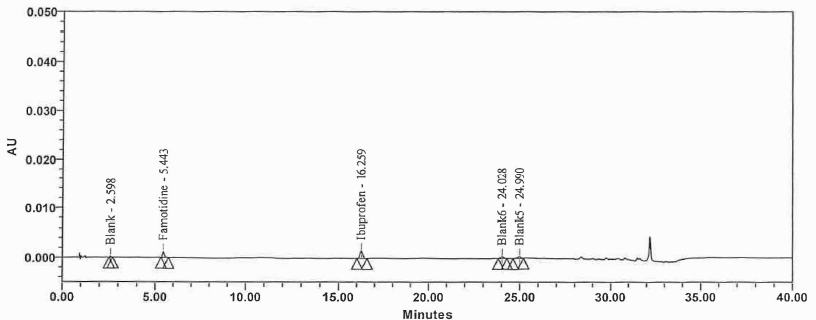 0.050
0.040
0.030
0.020
0.010
0.000
AU
Blank - 2.598
Famotidine - 5.443
Ibuprofen - 16.259
Blank6 - 24.028
Blank5 - 24.990
0.00 5.00 10.00 15.00 20.00 25.00 30.00 35.00 40.00
Minutes